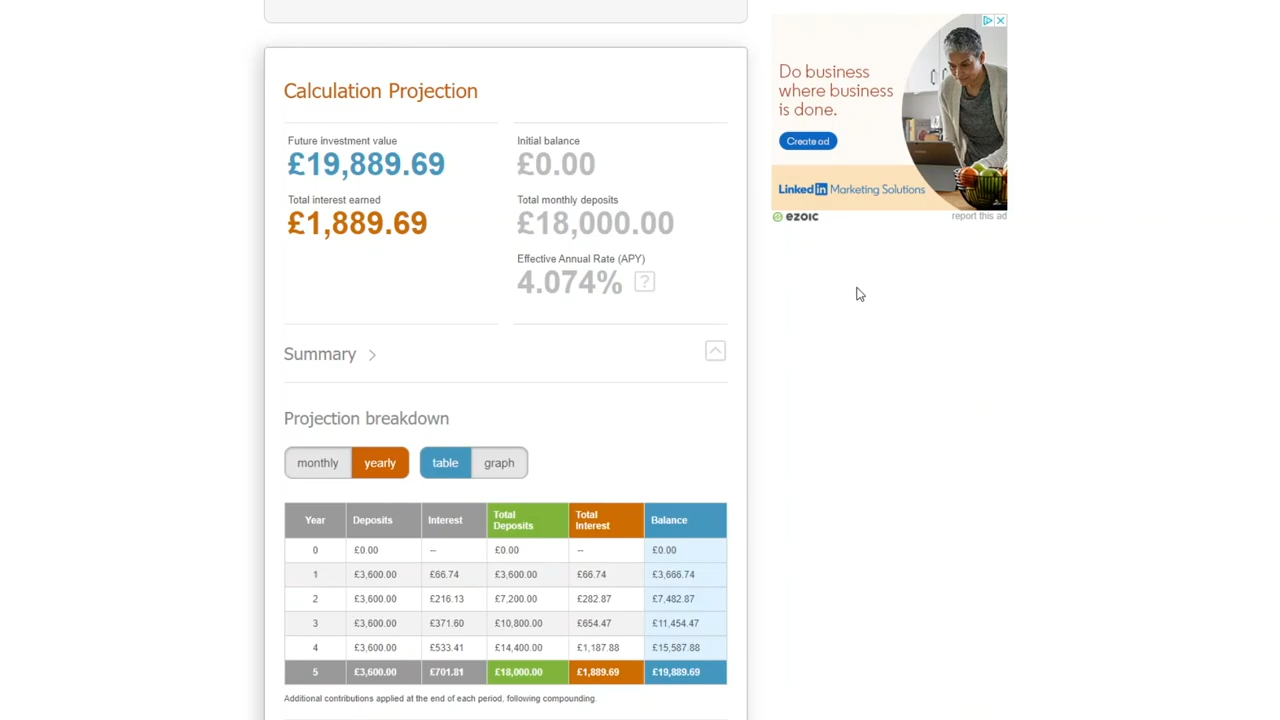 Calculation Projection
Future investment value
£19,889.69
Initial balance
£0.00
Total interest earned
£1,889.69
Total monthly deposits
£18,000.00
Effective Annual Rate (APY)
4.074% ?
Summary
Projection breakdown
monthly yearly table graph
Year Deposits Interest Total Deposits Total Interest Balance
0 £0.00 -- £0.00 -- £0.00
1 £3,600.00 £66.74 £3,600.00 £66.74 £3,666.74
2 £3,600.00 £216.13 £7,200.00 £282.87 £7,482.87
3 £3,600.00 £371.60 £10,800.00 £654.47 £11,454.47
4 £3,600.00 £533.41 £14,400.00 £1,187.88 £15,587.88
5 £3,600.00 £701.81 £18,000.00 £1,889.69 £19,889.69
Additional contributions applied at the end of each period, following compounding.
Do business
where business
is done.
Create ad
Linked in Marketing Solutions
ezoic report this ad